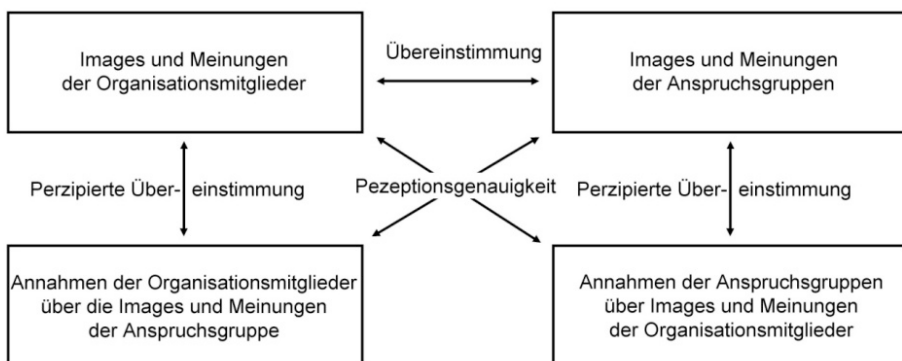 Images und Meinungen
der Organisationsmitglieder
Übereinstimmung
Images und Meinungen
der Anspruchsgruppen
Perzipierte Über- einstimmung
Pezeptionsgenauigkeit
Perzipierte Über- einstimmung
Annahmen der Organisationsmitglieder
über die Images und Meinungen
der Anspruchsgruppe
Annahmen der Anspruchsgruppen
über Images und Meinungen
der Organisationsmitglieder